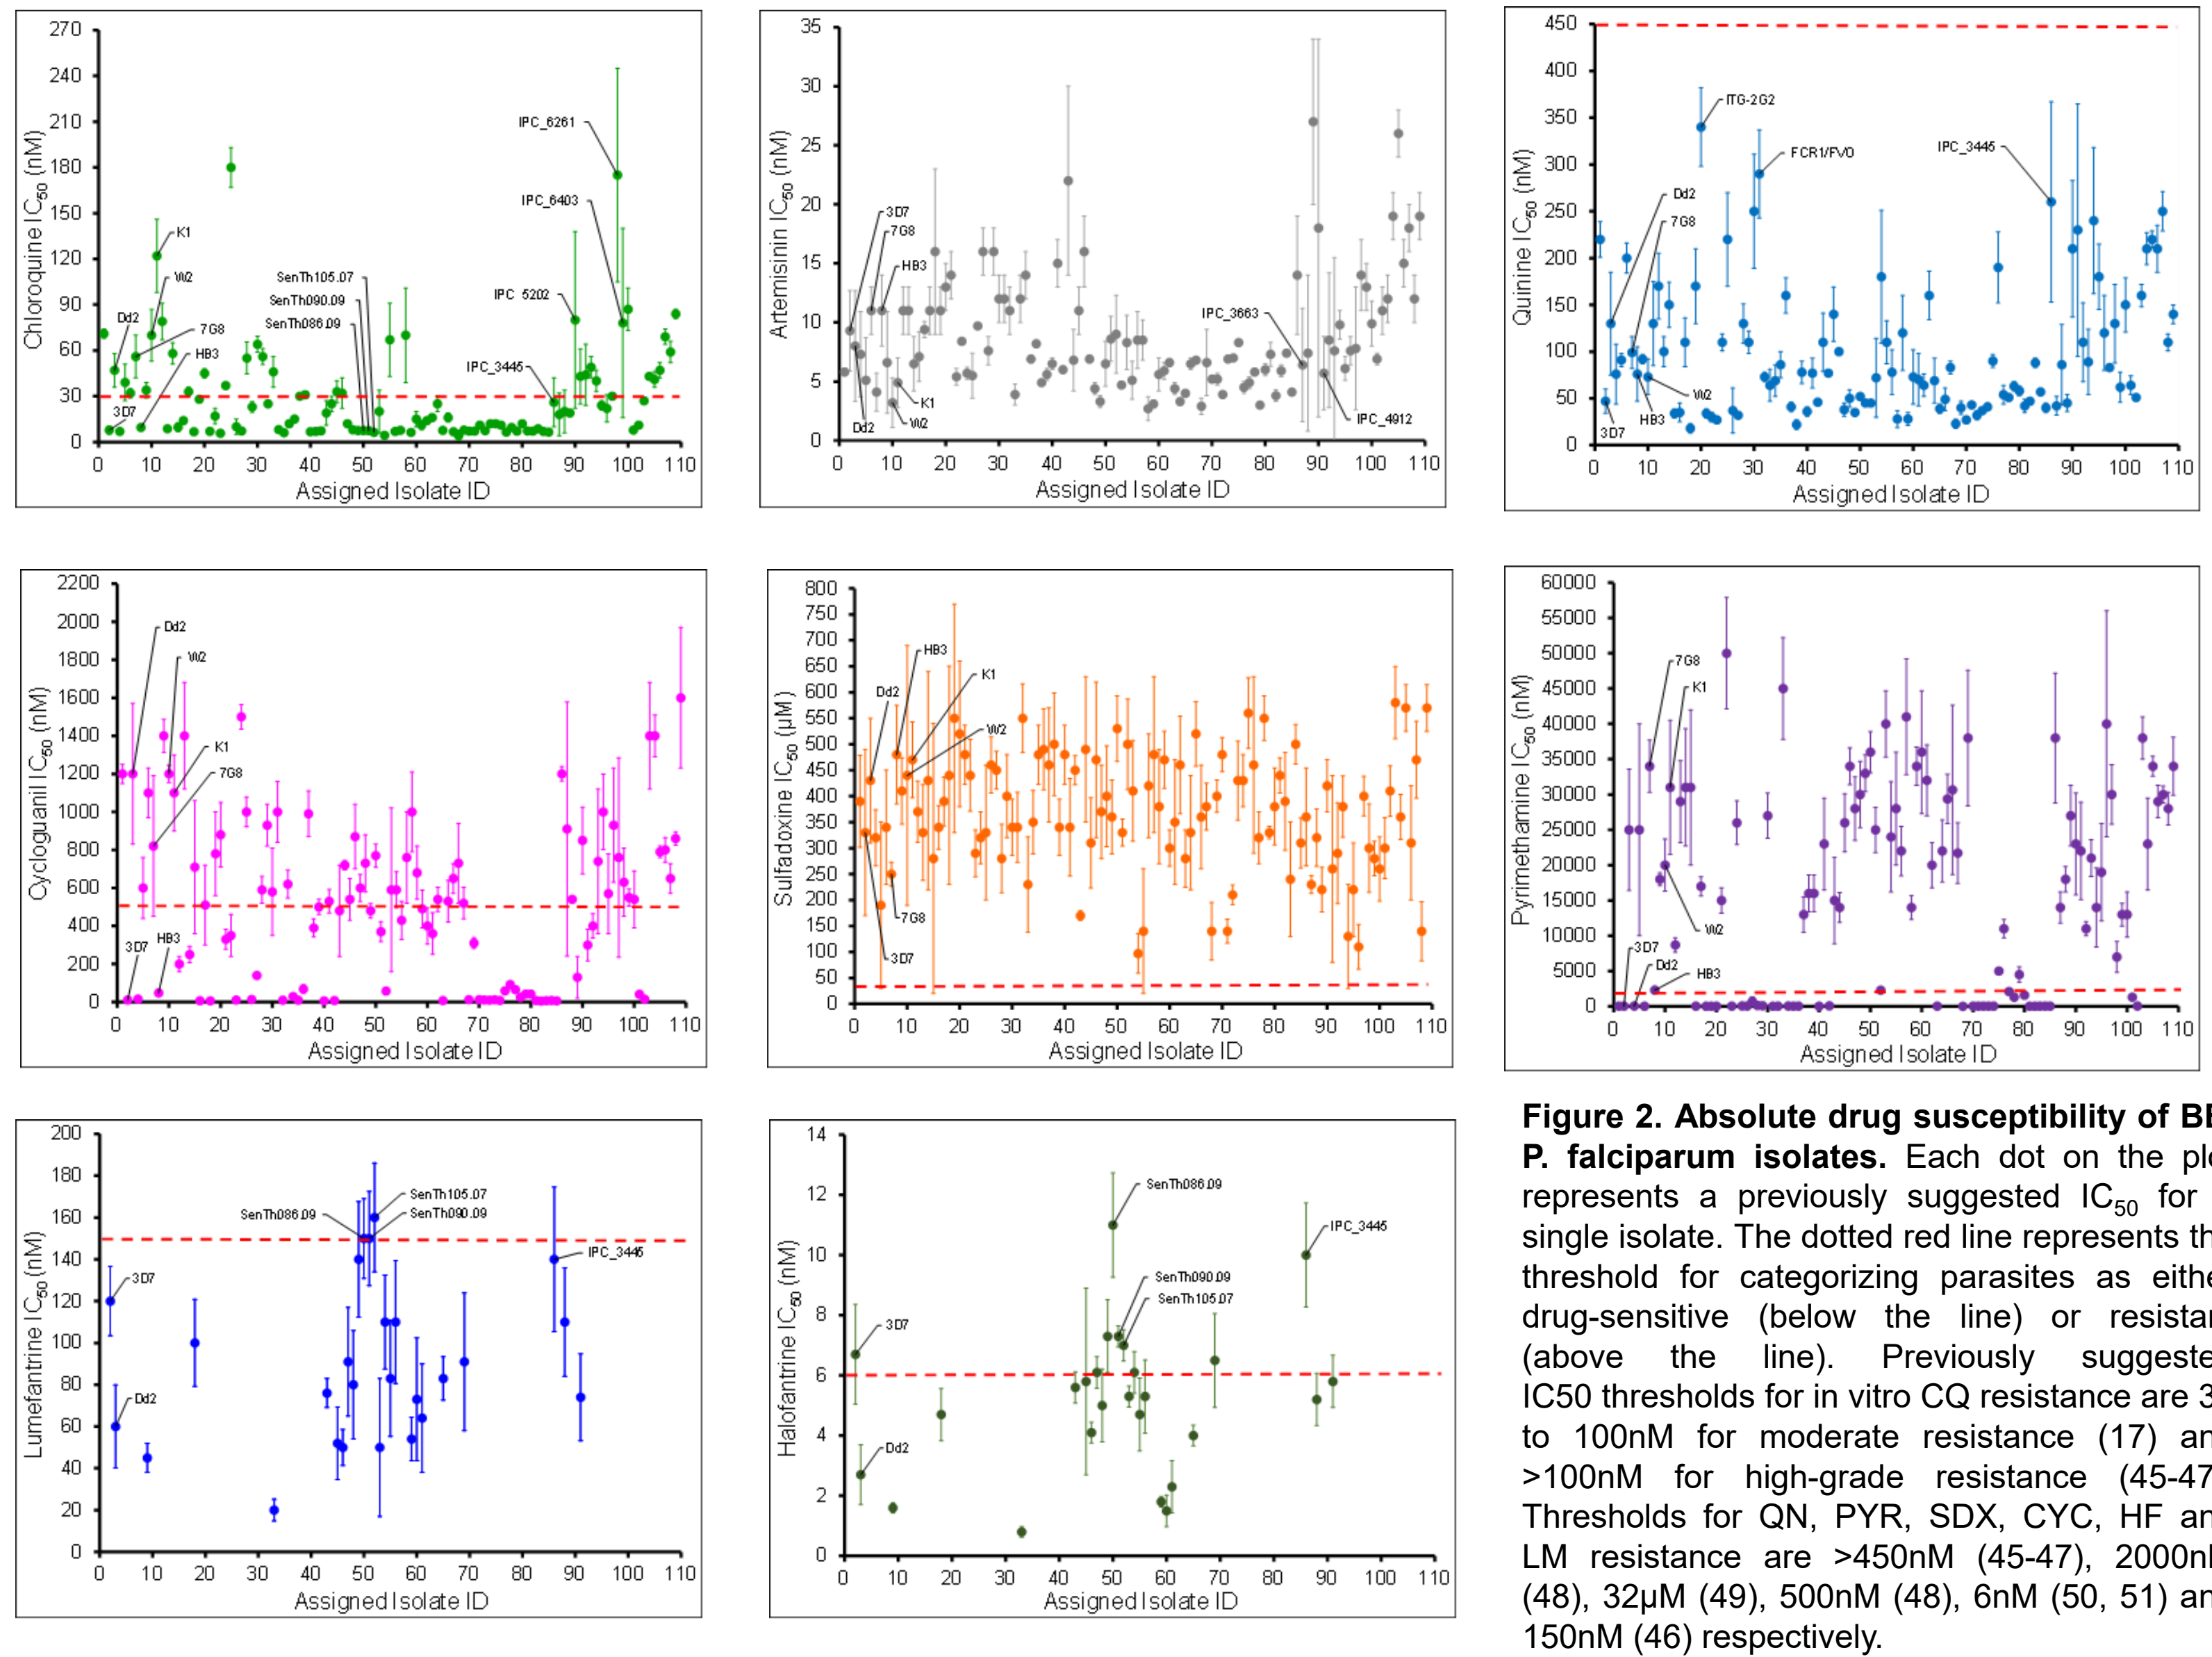 270
240
210
180
150
120
90
60
30
0
Chloroquine IC50 (nM)
IPC_6261
IPC_6403
K1
W2
SenTh105.07
SenTh090.09
SenTh086.09
IPC 5202
Dd2
7G8
HB3
IPC_3445
3D7
0 10 20 30 40 50 60 70 80 90 100 110
Assigned Isolate ID
35
30
25
20
15
10
5
0
Artemisinin IC50 (nM)
3D7
7G8
HB3
IPC_3663
K1
W2
Dd2
IPC_4912
0 10 20 30 40 50 60 70 80 90 100 110
Assigned Isolate ID
450
400
350
300
250
200
150
100
50
0
Quinine IC50 (nM)
ITG-2G2
FCR1/FVO
IPC_3445
Dd2
7G8
W2
HB3
3D7
0 10 20 30 40 50 60 70 80 90 100 110
Assigned Isolate ID
2200
2000
1800
1600
1400
1200
1000
800
600
400
200
0
Cycloguanil IC50 (nM)
Dd2
W2
K1
7G8
3D7
HB3
0 10 20 30 40 50 60 70 80 90 100 110
Assigned Isolate ID
800
750
700
650
600
550
500
450
400
350
300
250
200
150
100
50
0
Sulfadoxine IC50 (µM)
HB3
K1
Dd2
W2
7G8
3D7
0 10 20 30 40 50 60 70 80 90 100 110
Assigned Isolate ID
60000
55000
50000
45000
40000
35000
30000
25000
20000
15000
10000
5000
0
Pyrimethamine IC50 (nM)
7G8
K1
W2
3D7
Dd2
HB3
0 10 20 30 40 50 60 70 80 90 100 110
Assigned Isolate ID
200
180
160
140
120
100
80
60
40
20
0
Lumefantrine IC50 (nM)
SenTh105.07
SenTh086.09
SenTh090.09
IPC_3445
3D7
Dd2
0 10 20 30 40 50 60 70 80 90 100 110
Assigned Isolate ID
14
12
10
8
6
4
2
0
Halofantrine IC50 (nM)
SenTh086.09
IPC_3445
SenTh090.09
SenTh105.07
3D7
Dd2
0 10 20 30 40 50 60 70 80 90 100 110
Assigned Isolate ID
Figure 2. Absolute drug susceptibility of
P. falciparum isolates. Each dot on the
represents a previously suggested IC50 for
single isolate. The dotted red line represents
threshold for categorizing parasites as
drug-sensitive (below the line) or
(above the line). Previously
IC50 thresholds for in vitro CQ resistance are
to 100nM for moderate resistance (17)
>100nM for high-grade resistance (45-47
Thresholds for QN, PYR, SDX, CYC, HF
LM resistance are >450nM (45-47),
(48), 32µM (49), 500nM (48), 6nM (50, 51)
150nM (46) respectively.